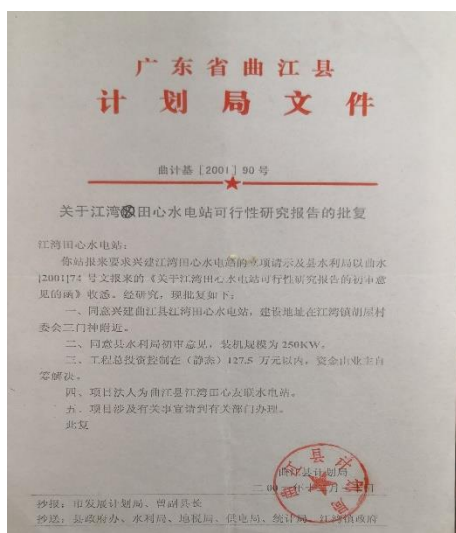 广东省曲江县
计划局文件
曲计基［2001］90号
关于江湾田心水电站可行性研究报告的批复
江湾田心水电站：
你站报来要求兴建江湾田心水电站的立项请示及县水利局以曲水
[2001]74号文报来的《关于江湾田心水电站可行性研究报告的初审意
见的函》收悉。经研究，现批复如下：
一、同意兴建曲江县江湾田心水电站，建设地址在江湾镇胡屋村
委会三门神附近。
二、同意县水利局初审意见，装机规模为250KW。
三、工程总投资控制在（静态）127.5万元以内，资金由业主自
筹解决。
四、项目法人为曲江县江湾田心友联水电站。
五、项目涉及有关事宜请到有关部门办理。
此复
曲江县计划局
二00一年十月
抄报：市发展计划局、曾副县长
抄送：县政府办、水利局、地税局、供电局、统计局、江湾镇政府